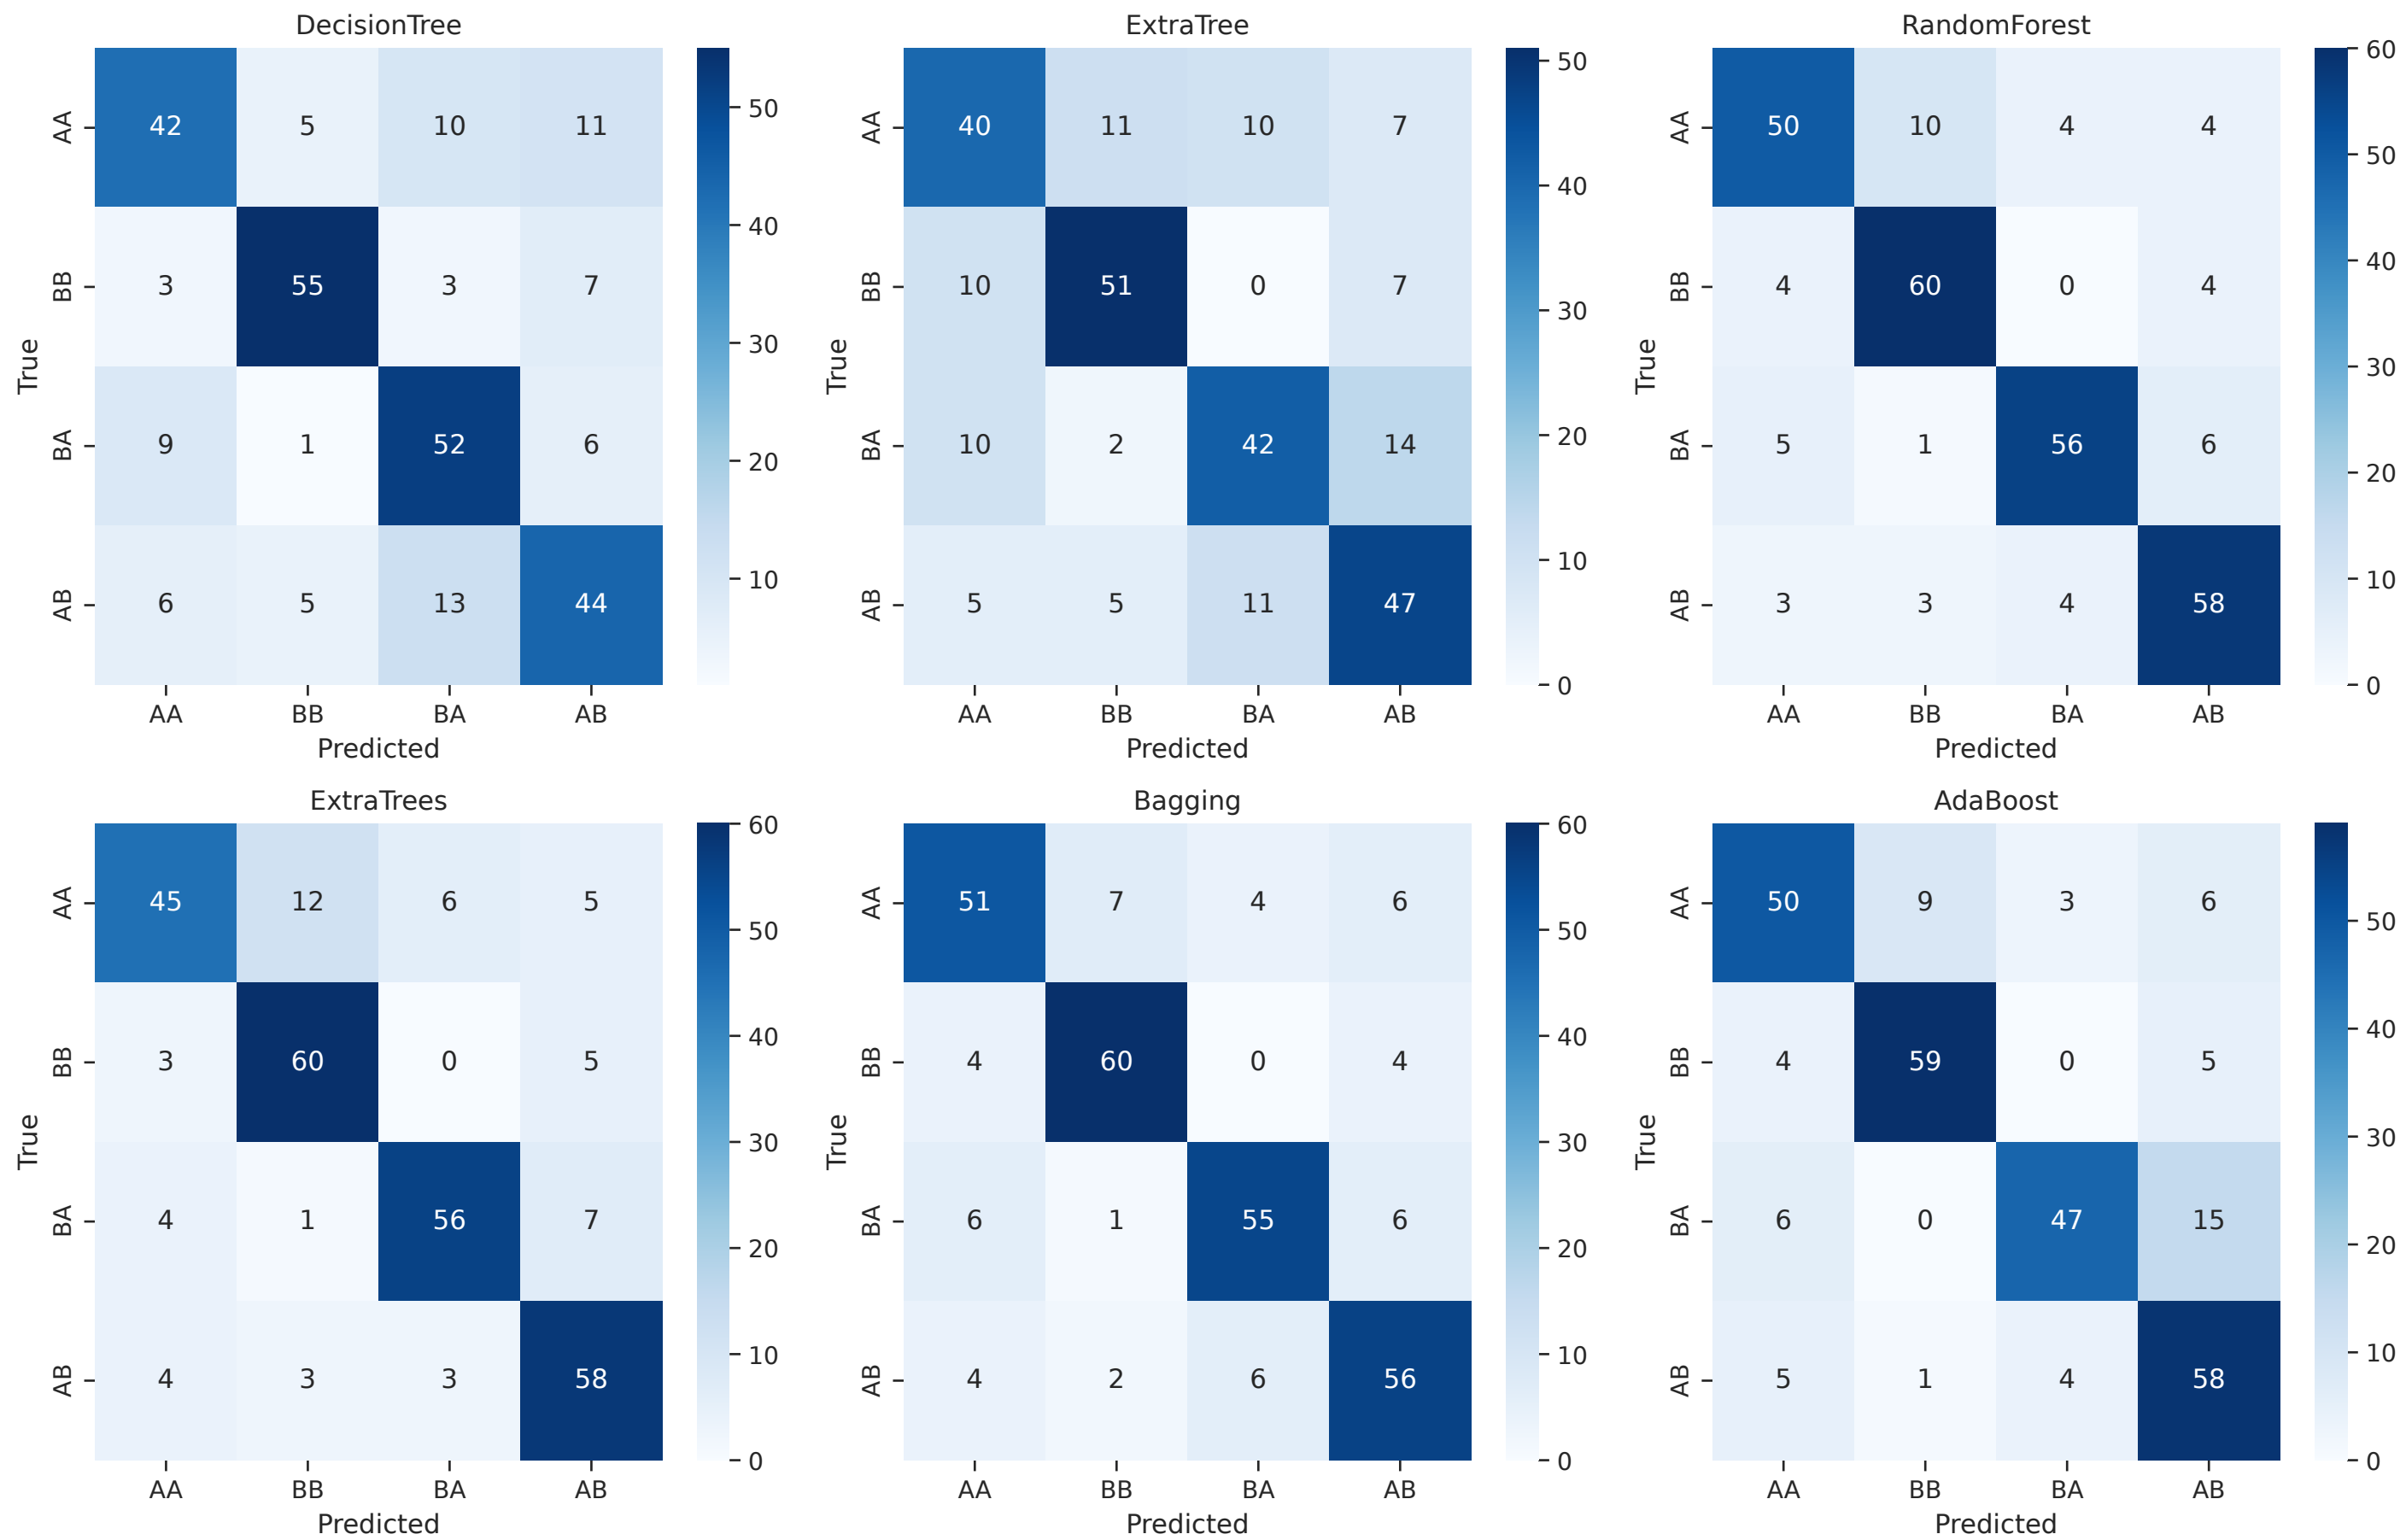 DecisionTree
AA 42 5 10 11
BB 3 55 3 7
BA 9 1 52 6
AB 6 5 13 44
AA BB BA AB
Predicted
True
50
40
30
20
10
ExtraTree
AA 40 11 10 7
BB 10 51 0 7
BA 10 2 42 14
AB 5 5 11 47
AA BB BA AB
Predicted
True
50
40
30
20
10
0
RandomForest
AA 50 10 4 4
BB 4 60 0 4
BA 5 1 56 6
AB 3 3 4 58
AA BB BA AB
Predicted
True
60
50
40
30
20
10
0
ExtraTrees
AA 45 12 6 5
BB 3 60 0 5
BA 4 1 56 7
AB 4 3 3 58
AA BB BA AB
Predicted
True
60
50
40
30
20
10
0
Bagging
AA 51 7 4 6
BB 4 60 0 4
BA 6 1 55 6
AB 4 2 6 56
AA BB BA AB
Predicted
True
60
50
40
30
20
10
0
AdaBoost
AA 50 9 3 6
BB 4 59 0 5
BA 6 0 47 15
AB 5 1 4 58
AA BB BA AB
Predicted
True
50
40
30
20
10
0